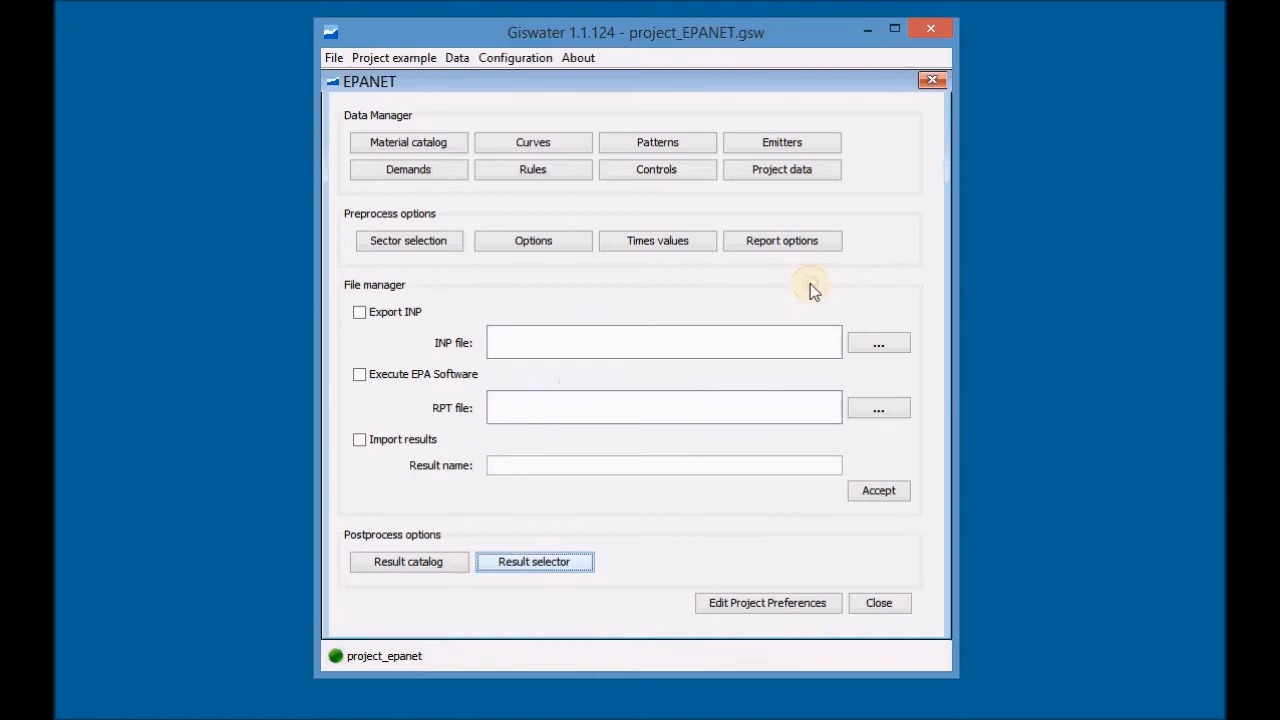 Giswater 1.1.124 - project_EPANET.gsw
File Project example Data Configuration About
EPANET
Data Manager
Material catalog Curves Patterns Emitters
Demands Rules Controls Project data
Preprocess options
Sector selection Options Times values Report options
File manager
Export INP
INP file: ...
Execute EPA Software
RPT file: ...
Import results
Result name:
Accept
Postprocess options
Result catalog Result selector
Edit Project Preferences Close
project_epanet